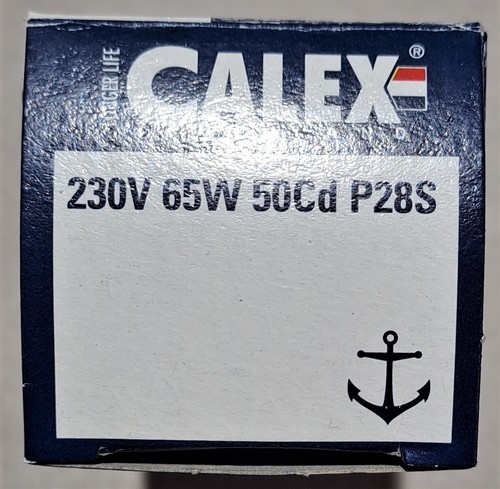 LONGER LIFE
CALEX®
230V 65W 50Cd P28S